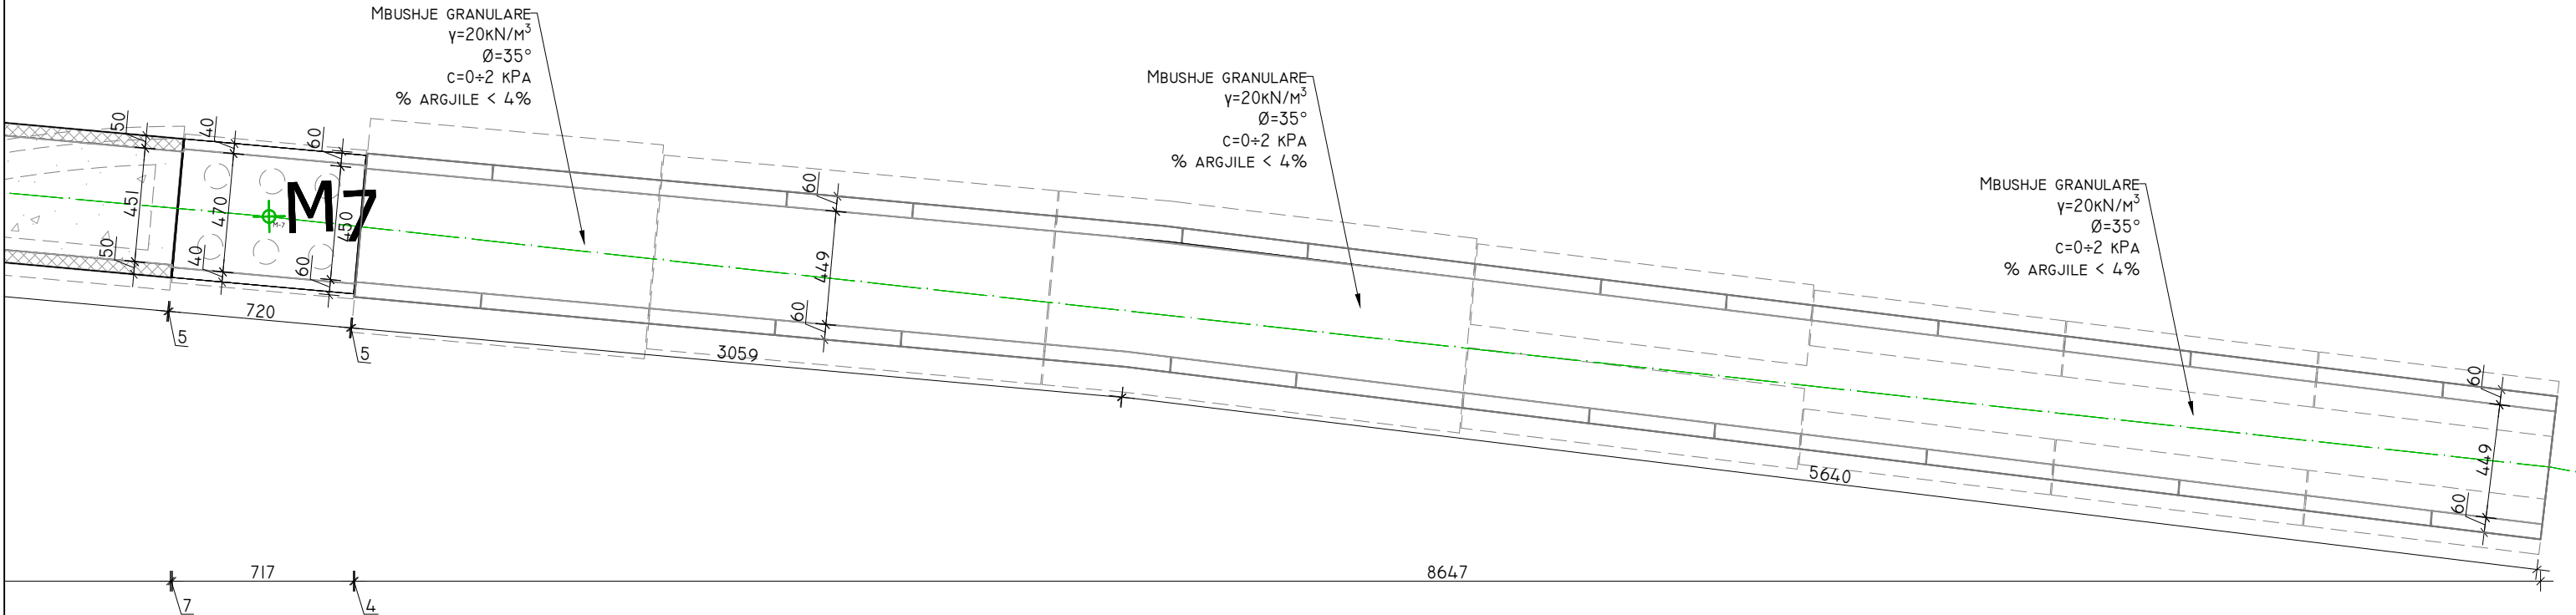 MBUSHJE GRANULARE
γ=20KN/M³
Ø=35°
C=0÷2 KPA
% ARGJILE < 4%
MBUSHJE GRANULARE
γ=20KN/M³
Ø=35°
C=0÷2 KPA
% ARGJILE < 4%
MBUSHJE GRANULARE
γ=20KN/M³
Ø=35°
C=0÷2 KPA
% ARGJILE < 4%
50
40
60
451
470
M7
M-7
450
50
40
60
60
449
60
720
5
5
3059
60
449
60
5640
717
8647
7
4